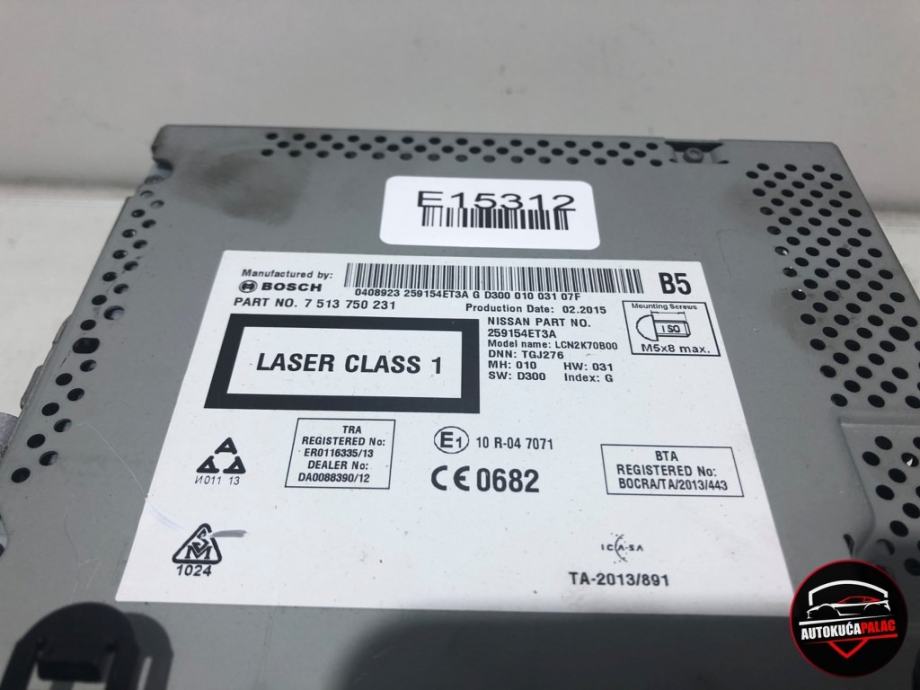 E15312
Manufactured by:
BOSCH
0408923 259154ET3A G D300 010 031 07F
B5
PART NO. 7 513 750 231
Production Date: 02.2015
NISSAN PART NO.
259154ET3A
Model name: LCN2K70B00
DNN: TGJ276
MH: 010 HW: 031
SW: D300 Index: G
Mounting Screws
ISO
M5x8 max.
LASER CLASS 1
TRA
REGISTERED No:
ER0116335/13
DEALER No:
DA0088390/12
E1 10 R-04 7071
CE0682
BTA
REGISTERED No:
BOCRA/TA/2013/443
И011 13
SM
1024
ICASA
TA-2013/891
AUTOKUĆAPALAC